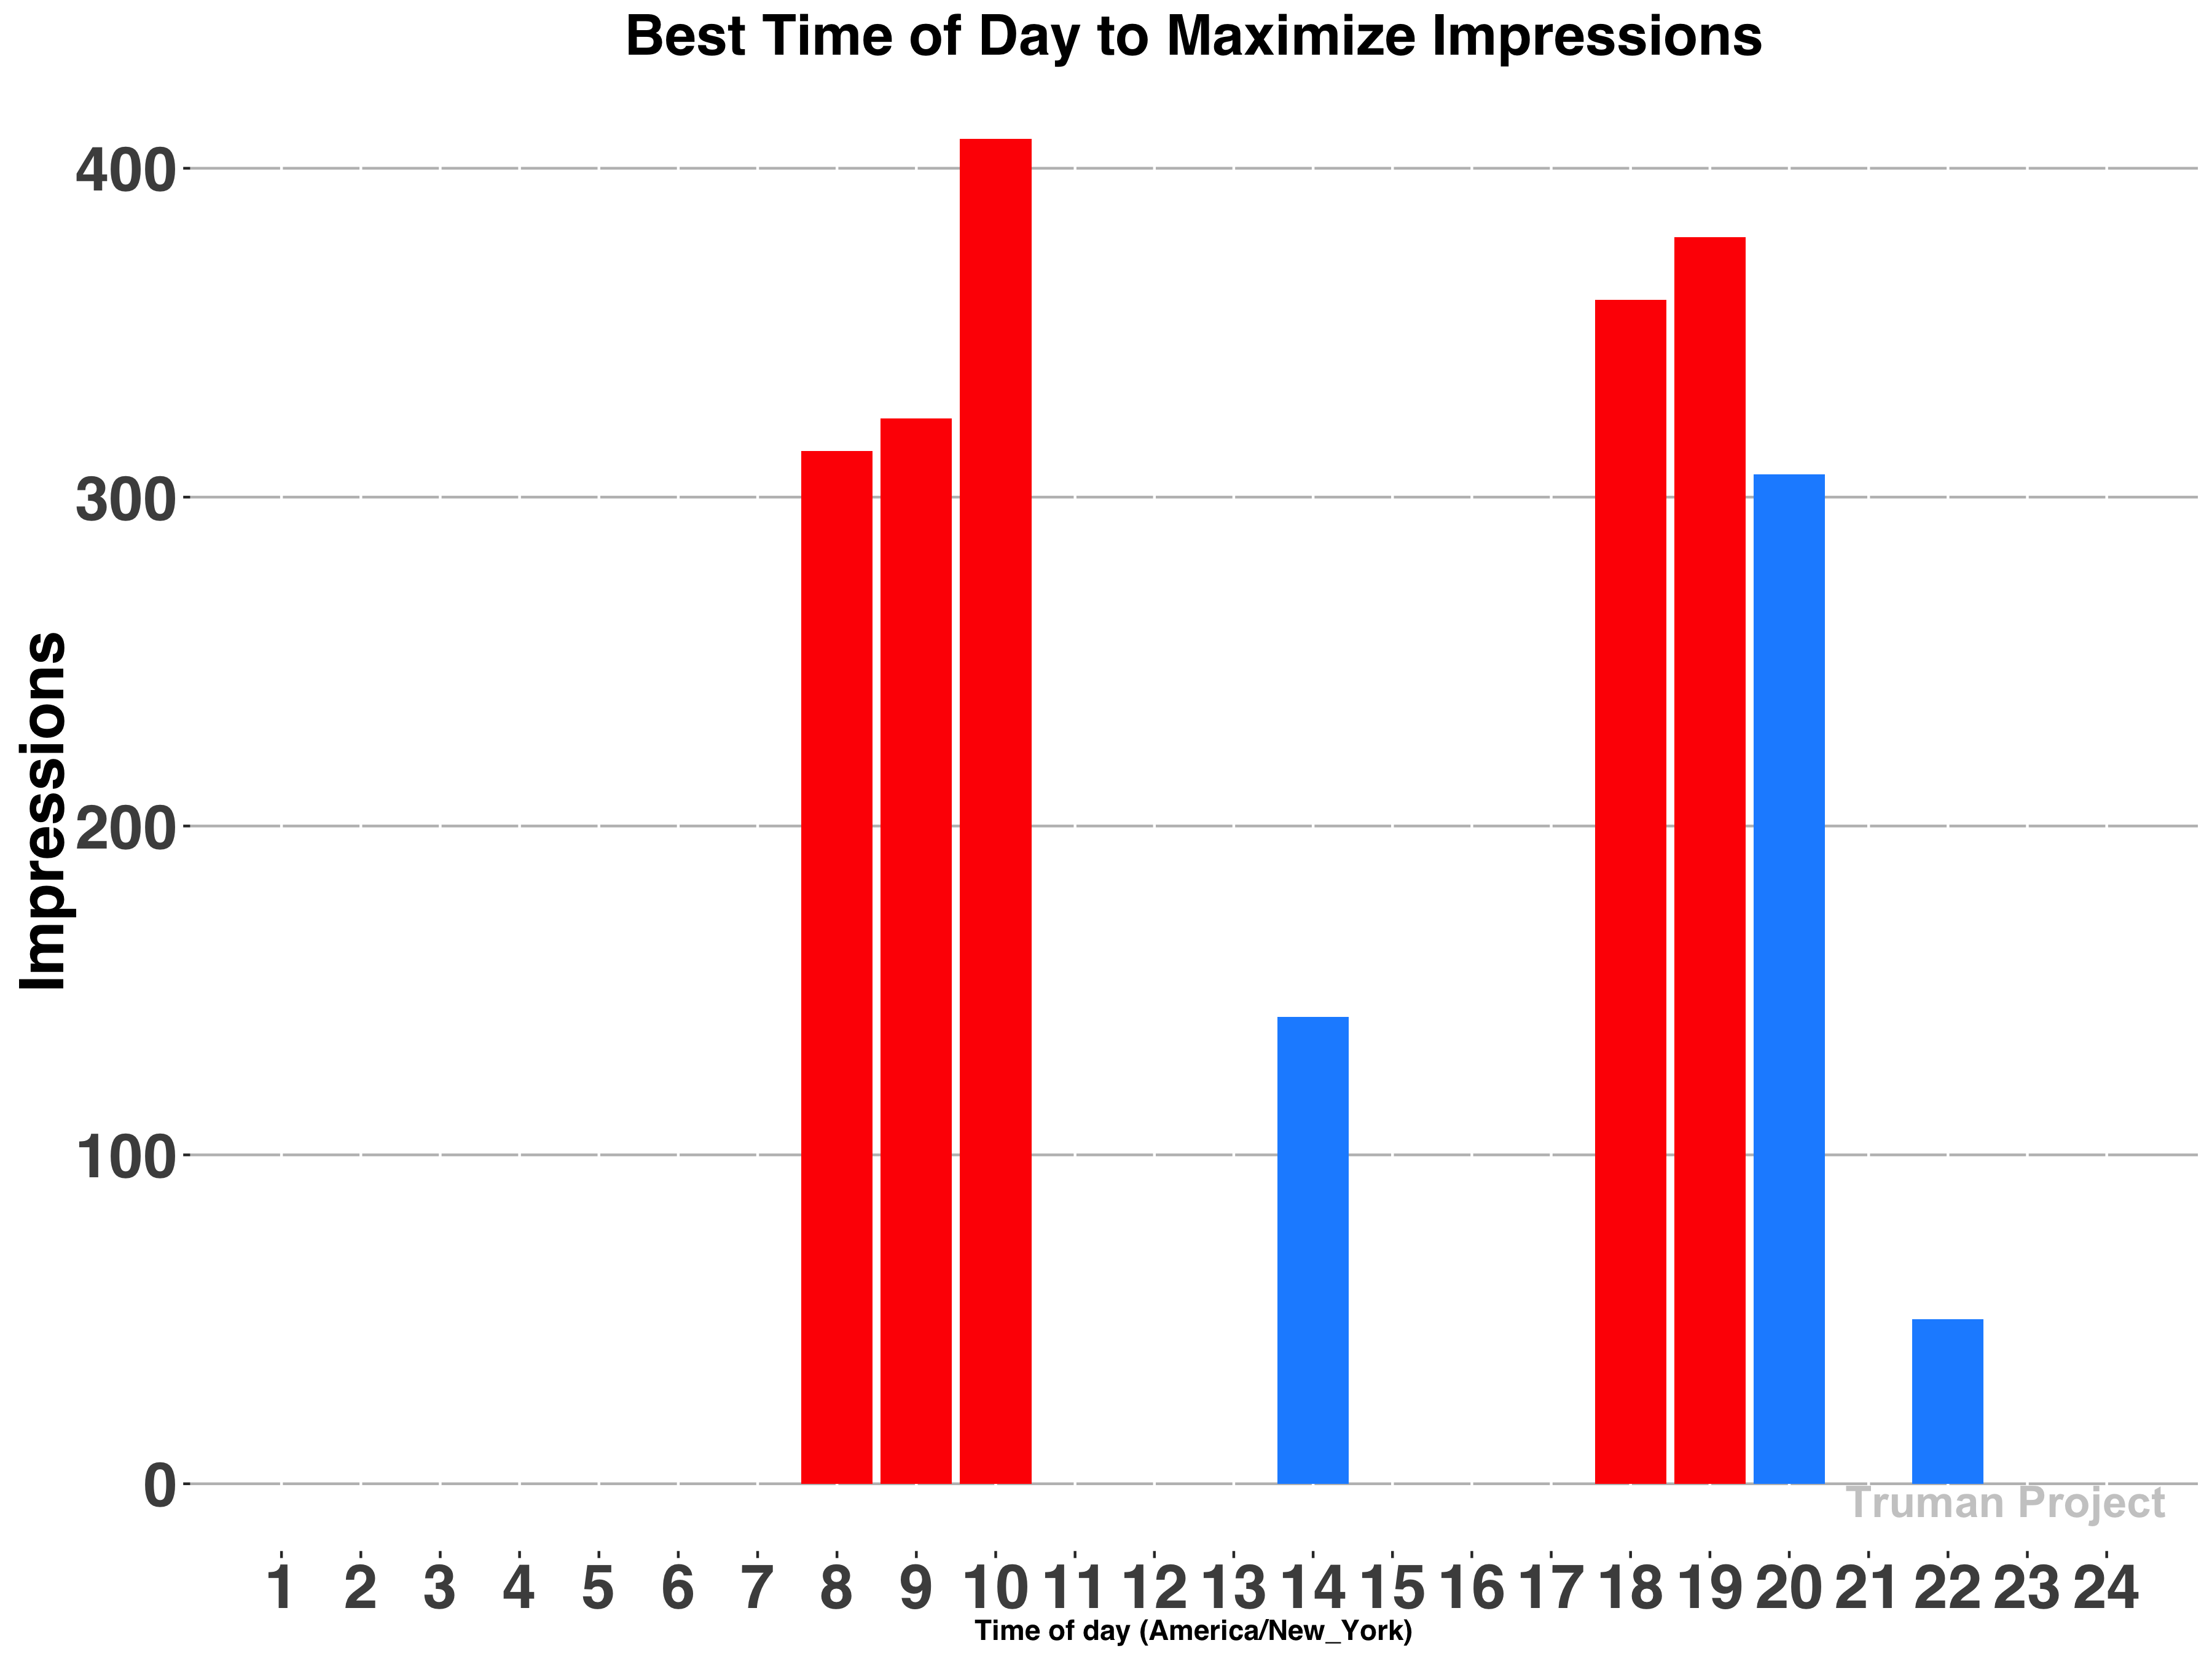 Best Time of Day to Maximize Impressions
Impressions
400
300
200
100
0
Truman Project
1 2 3 4 5 6 7 8 9 10 11 12 13 14 15 16 17 18 19 20 21 22 23 24
Time of day (America/New_York)